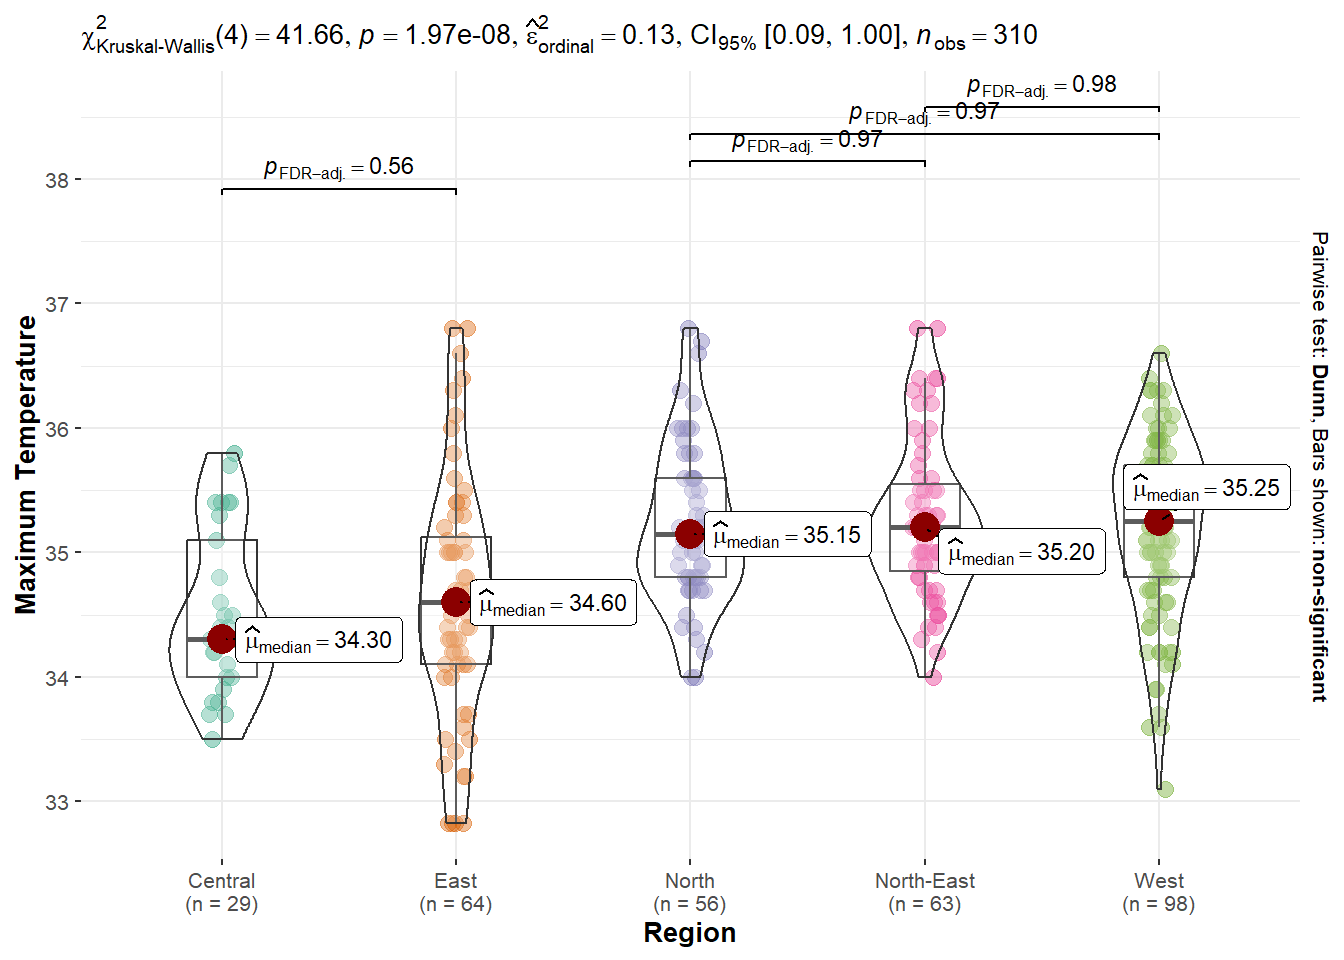 χ²Kruskal-Wallis(4) = 41.66, p = 1.97e-08, ε̂²ordinal = 0.13, CI95% [0.09, 1.00], nobs = 310
pFDR–adj. = 0.98
pFDR–adj. = 0.97
pFDR–adj. = 0.97
pFDR–adj. = 0.56
38
37
36
35
34
33
Maximum Temperature
μ̂median = 34.30
μ̂median = 34.60
μ̂median = 35.15
μ̂median = 35.20
μ̂median = 35.25
Pairwise test: Dunn, Bars shown: non-significant
Central
(n = 29)
East
(n = 64)
North
(n = 56)
North-East
(n = 63)
West
(n = 98)
Region